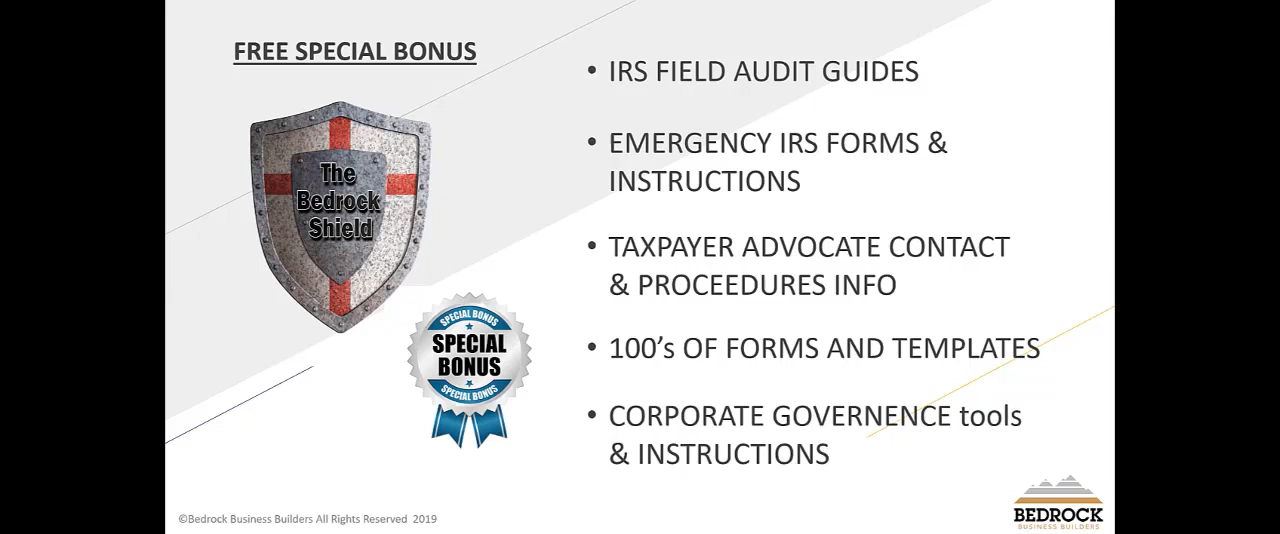 FREE SPECIAL BONUS
The
Bedrock
Shield
SPECIAL BONUS
SPECIAL
BONUS
SPECIAL BONUS
• IRS FIELD AUDIT GUIDES
• EMERGENCY IRS FORMS &
INSTRUCTIONS
• TAXPAYER ADVOCATE CONTACT
& PROCEEDURES INFO
• 100’s OF FORMS AND TEMPLATES
• CORPORATE GOVERNENCE tools
& INSTRUCTIONS
©Bedrock Business Builders All Rights Reserved 2019
BEDROCK
BUSINESS BUILDERS